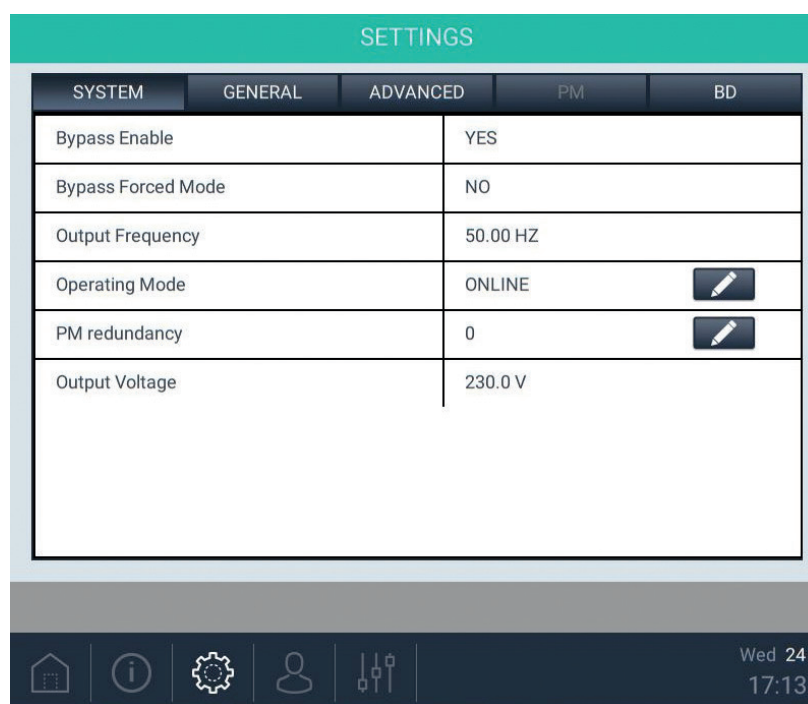 SETTINGS
SYSTEM GENERAL ADVANCED PM BD
Bypass Enable YES
Bypass Forced Mode NO
Output Frequency 50.00 HZ
Operating Mode ONLINE
PM redundancy 0
Output Voltage 230.0 V
Wed 24
17:13